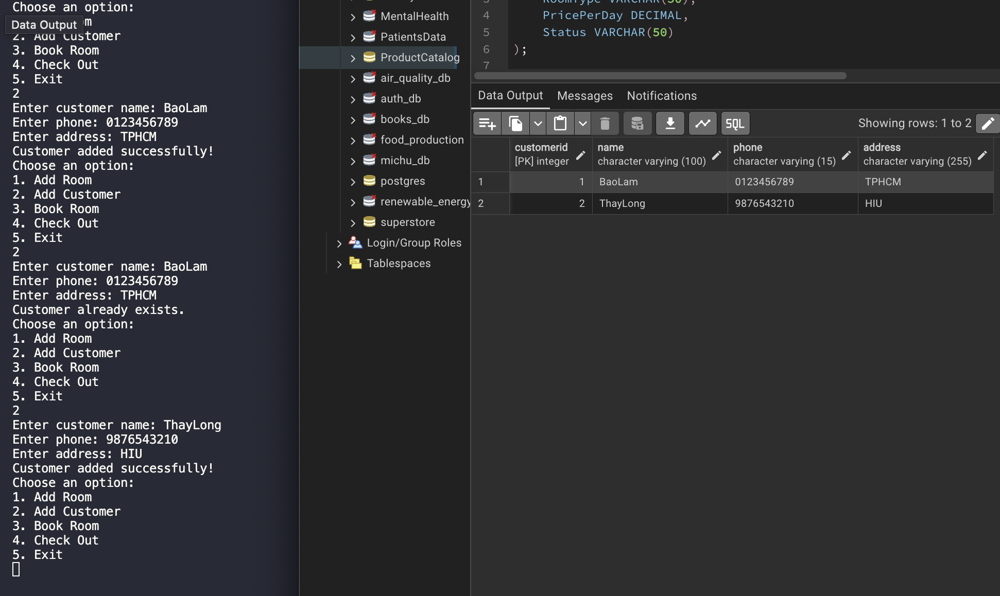 Choose an option:
Data Output
2. Add Customer
3. Book Room
4. Check Out
5. Exit
2
Enter customer name: BaoLam
Enter phone: 0123456789
Enter address: TPHCM
Customer added successfully!
Choose an option:
1. Add Room
2. Add Customer
3. Book Room
4. Check Out
5. Exit
2
Enter customer name: BaoLam
Enter phone: 0123456789
Enter address: TPHCM
Customer already exists.
Choose an option:
1. Add Room
2. Add Customer
3. Book Room
4. Check Out
5. Exit
2
Enter customer name: ThayLong
Enter phone: 9876543210
Enter address: HIU
Customer added successfully!
Choose an option:
1. Add Room
2. Add Customer
3. Book Room
4. Check Out
5. Exit
MentalHealth
PatientsData
ProductCatalog
air_quality_db
auth_db
books_db
food_production
michu_db
postgres
renewable_energy
superstore
Login/Group Roles
Tablespaces
3 RoomType VARCHAR(50),
4 PricePerDay DECIMAL,
5 Status VARCHAR(50)
6 );
7
Data Output Messages Notifications
SQL Showing rows: 1 to 2
customerid name phone address
[PK] integer character varying (100) character varying (15) character varying (255)
1 1 BaoLam 0123456789 TPHCM
2 2 ThayLong 9876543210 HIU